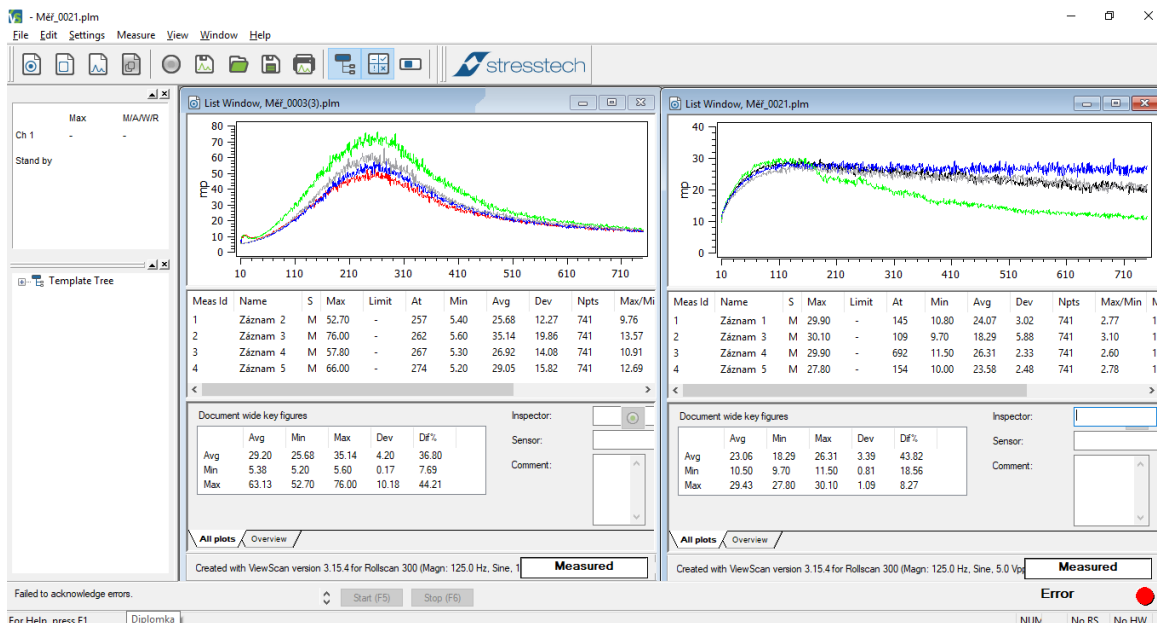 - Měř_0021.plm
File Edit Settings Measure View Window Help
stresstech
Max M/A/W/R
Ch 1 - -
Stand by
Template Tree
List Window, Měř_0003(3).plm
80
70
60
50
40
30
20
10
0
mp
10 110 210 310 410 510 610 710
Meas Id Name S Max Limit At Min Avg Dev Npts Max/Mi
1 Záznam 2 M 52.70 - 257 5.40 25.68 12.27 741 9.76
2 Záznam 3 M 76.00 - 262 5.60 35.14 19.86 741 13.57
3 Záznam 4 M 57.80 - 267 5.30 26.92 14.08 741 10.91
4 Záznam 5 M 66.00 - 274 5.20 29.05 15.82 741 12.69
Document wide key figures
Avg Min Max Dev Dif%
Avg 29.20 25.68 35.14 4.20 36.80
Min 5.38 5.20 5.60 0.17 7.69
Max 63.13 52.70 76.00 10.18 44.21
Inspector:
Sensor:
Comment:
All plots Overview
Created with ViewScan version 3.15.4 for Rollscan 300 (Magn: 125.0 Hz, Sine, 1
Measured
List Window, Měř_0021.plm
40
30
20
10
0
mp
10 110 210 310 410 510 610 710
Meas Id Name S Max Limit At Min Avg Dev Npts Max/Min M
1 Záznam 1 M 29.90 - 145 10.80 24.07 3.02 741 2.77 1
2 Záznam 3 M 30.10 - 109 9.70 18.29 5.88 741 3.10 1
3 Záznam 4 M 29.90 - 692 11.50 26.31 2.33 741 2.60 1
4 Záznam 5 M 27.80 - 154 10.00 23.58 2.48 741 2.78 1
Document wide key figures
Avg Min Max Dev Dif%
Avg 23.06 18.29 26.31 3.39 43.82
Min 10.50 9.70 11.50 0.81 18.56
Max 29.43 27.80 30.10 1.09 8.27
Inspector:
Sensor:
Comment:
All plots Overview
Created with ViewScan version 3.15.4 for Rollscan 300 (Magn: 125.0 Hz, Sine, 5.0 Vpp
Measured
Failed to acknowledge errors.
Start (F5) Stop (F6)
Error
For Help, press F1
Diplomka
NUM No RS No HW